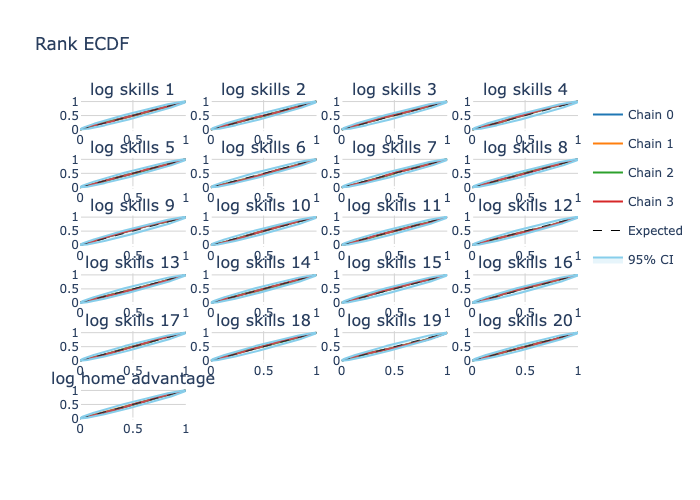 Rank ECDF
log skills 1 log skills 2 log skills 3 log skills 4
1 1 1 1
0.5 0.5 0.5 0.5
0 0 0 0
0 0.5 1 0 0.5 1 0 0.5 1 0 0.5 1
log skills 5 log skills 6 log skills 7 log skills 8
1 1 1 1
0.5 0.5 0.5 0.5
0 0 0 0
0 0.5 1 0 0.5 1 0 0.5 1 0 0.5 1
log skills 9 log skills 10 log skills 11 log skills 12
1 1 1 1
0.5 0.5 0.5 0.5
0 0 0 0
0 0.5 1 0 0.5 1 0 0.5 1 0 0.5 1
log skills 13 log skills 14 log skills 15 log skills 16
1 1 1 1
0.5 0.5 0.5 0.5
0 0 0 0
0 0.5 1 0 0.5 1 0 0.5 1 0 0.5 1
log skills 17 log skills 18 log skills 19 log skills 20
1 1 1 1
0.5 0.5 0.5 0.5
0 0 0 0
0 0.5 1 0 0.5 1 0 0.5 1 0 0.5 1
log home advantage
1
0.5
0
0 0.5 1
Chain 0
Chain 1
Chain 2
Chain 3
Expected
95% CI